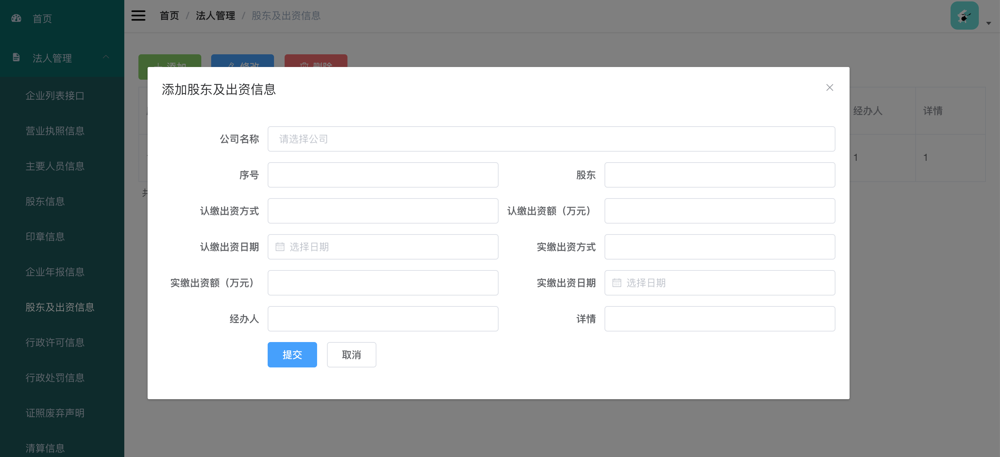 首页
法人管理
企业列表接口
营业执照信息
主要人员信息
股东信息
印章信息
企业年报信息
股东及出资信息
行政许可信息
行政处罚信息
证照废弃声明
清算信息
首页 / 法人管理 / 股东及出资信息
添加 修改 删除
经办人 详情
1 1
添加股东及出资信息
公司名称 请选择公司
序号 股东
认缴出资方式 认缴出资额（万元）
认缴出资日期 选择日期 实缴出资方式
实缴出资额（万元） 实缴出资日期 选择日期
经办人 详情
提交 取消